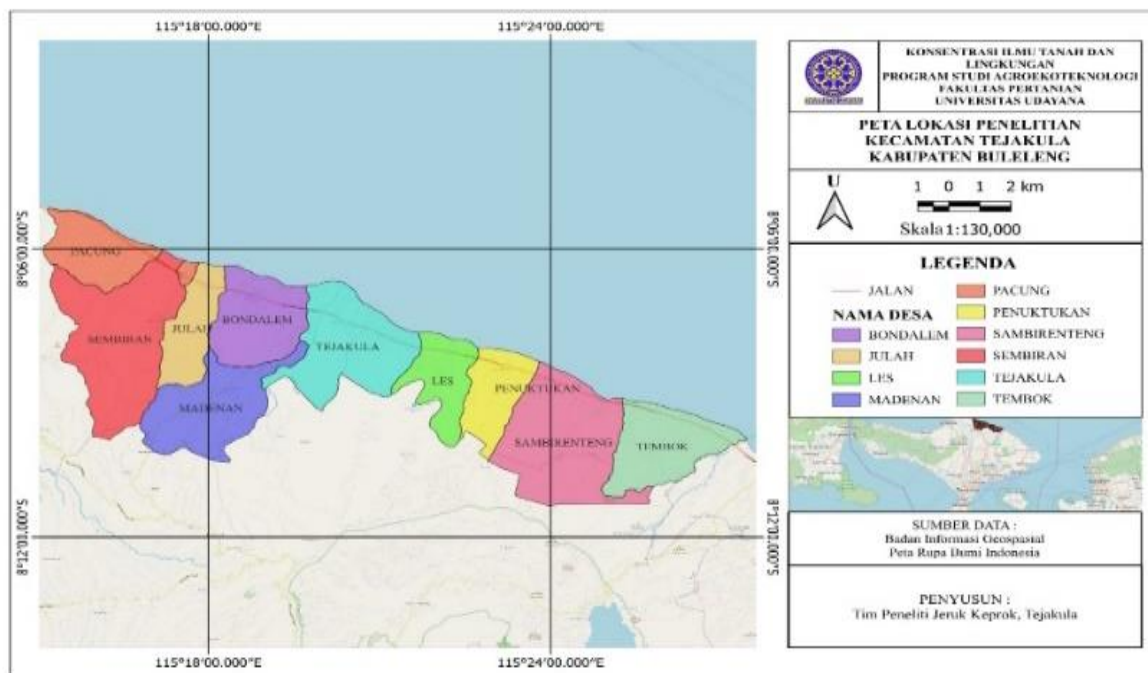 115°18'00.000"E
115°24'00.000"E
8°06'00.000"S
8°06'00.000"S
PACUNG
SEMBIRAN
JULAH
BONDALEM
TEJAKULA
MADENAN
LES
PENUKTUKAN
SAMBIRENTENG
TEMBOK
8°12'00.000"S
8°12'00.000"S
115°18'00.000"E
115°24'00.000"E
KONSENTRASI ILMU TANAH DAN
LINGKUNGAN
PROGRAM STUDI AGROEKOTEKNOLOGI
FAKULTAS PERTANIAN
UNIVERSITAS UDAYANA
PETA LOKASI PENELITIAN
KECAMATAN TEJAKULA
KABUPATEN BULELENG
U
1 0 1 2 km
Skala 1:130,000
LEGENDA
JALAN
NAMA DESA
BONDALEM
JULAH
LES
MADENAN
PACUNG
PENUKTUKAN
SAMBIRENTENG
SEMBIRAN
TEJAKULA
TEMBOK
SUMBER DATA :
Badan Informasi Geospasial
Peta Rupa Dumi Indonesia
PENYUSUN :
Tim Peneliti Jeruk Keprok, Tejakula